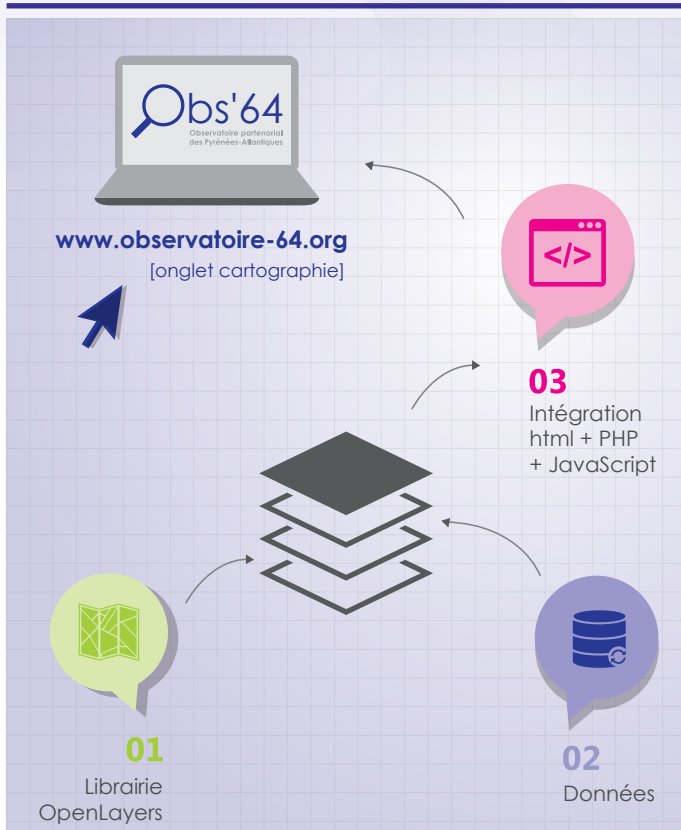 Obs'64
Observatoire partenarial
des Pyrénées-Atlantiques
www.observatoire-64.org
[onglet cartographie]
</>
03
Intégration
html + PHP
+ JavaScript
01
Librairie
OpenLayers
02
Données